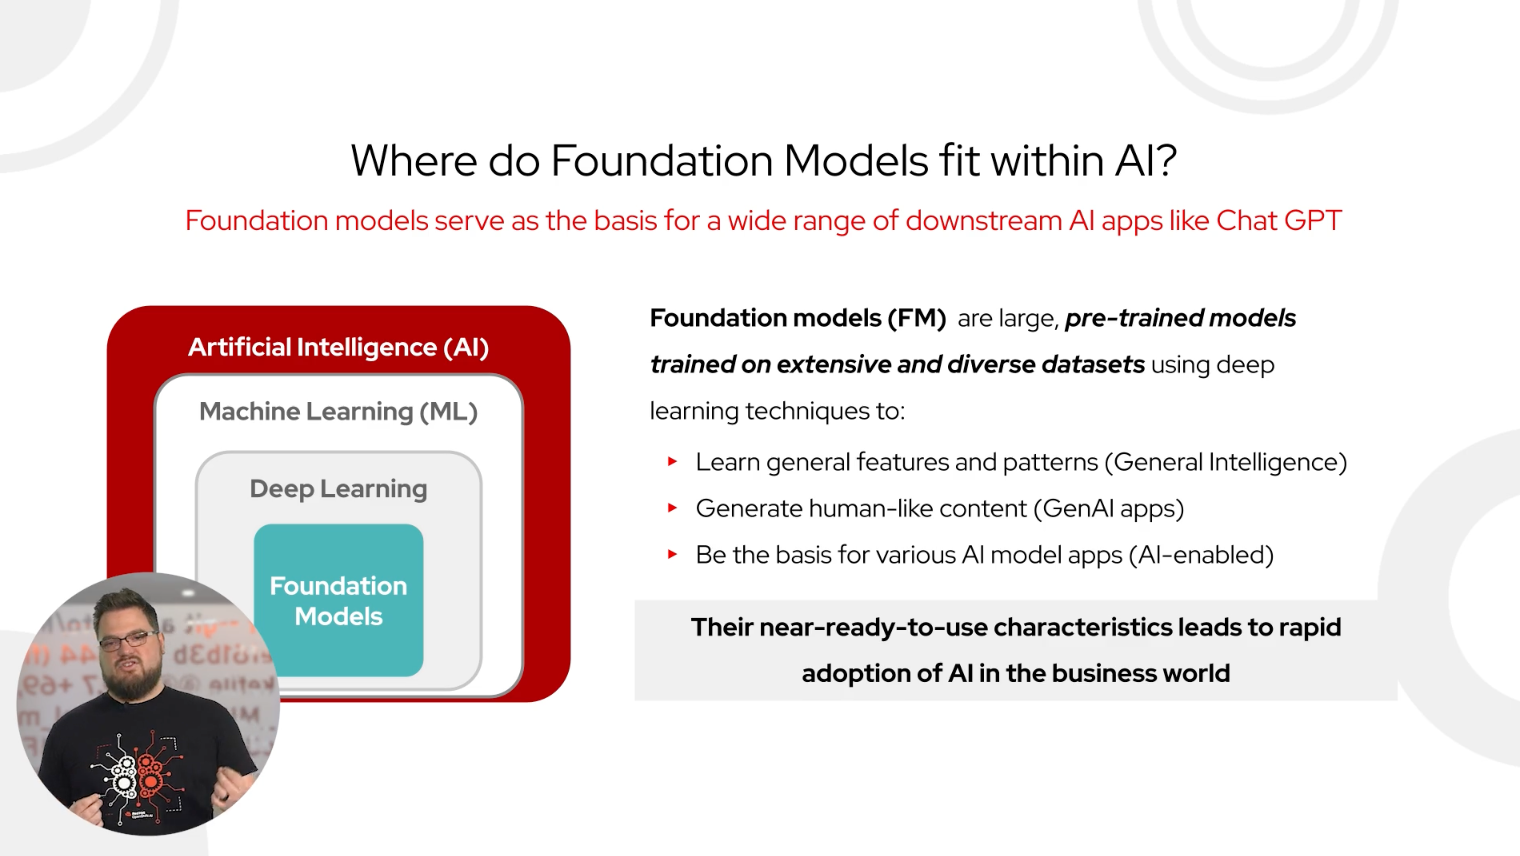 Where do Foundation Models fit within AI?
Foundation models serve as the basis for a wide range of downstream AI apps like Chat GPT
Artificial Intelligence (AI)
Machine Learning (ML)
Deep Learning
Foundation
Models
Foundation models (FM) are large, pre-trained models
trained on extensive and diverse datasets using deep
learning techniques to:
Learn general features and patterns (General Intelligence)
Generate human-like content (GenAI apps)
Be the basis for various AI model apps (AI-enabled)
Their near-ready-to-use characteristics leads to rapid
adoption of AI in the business world